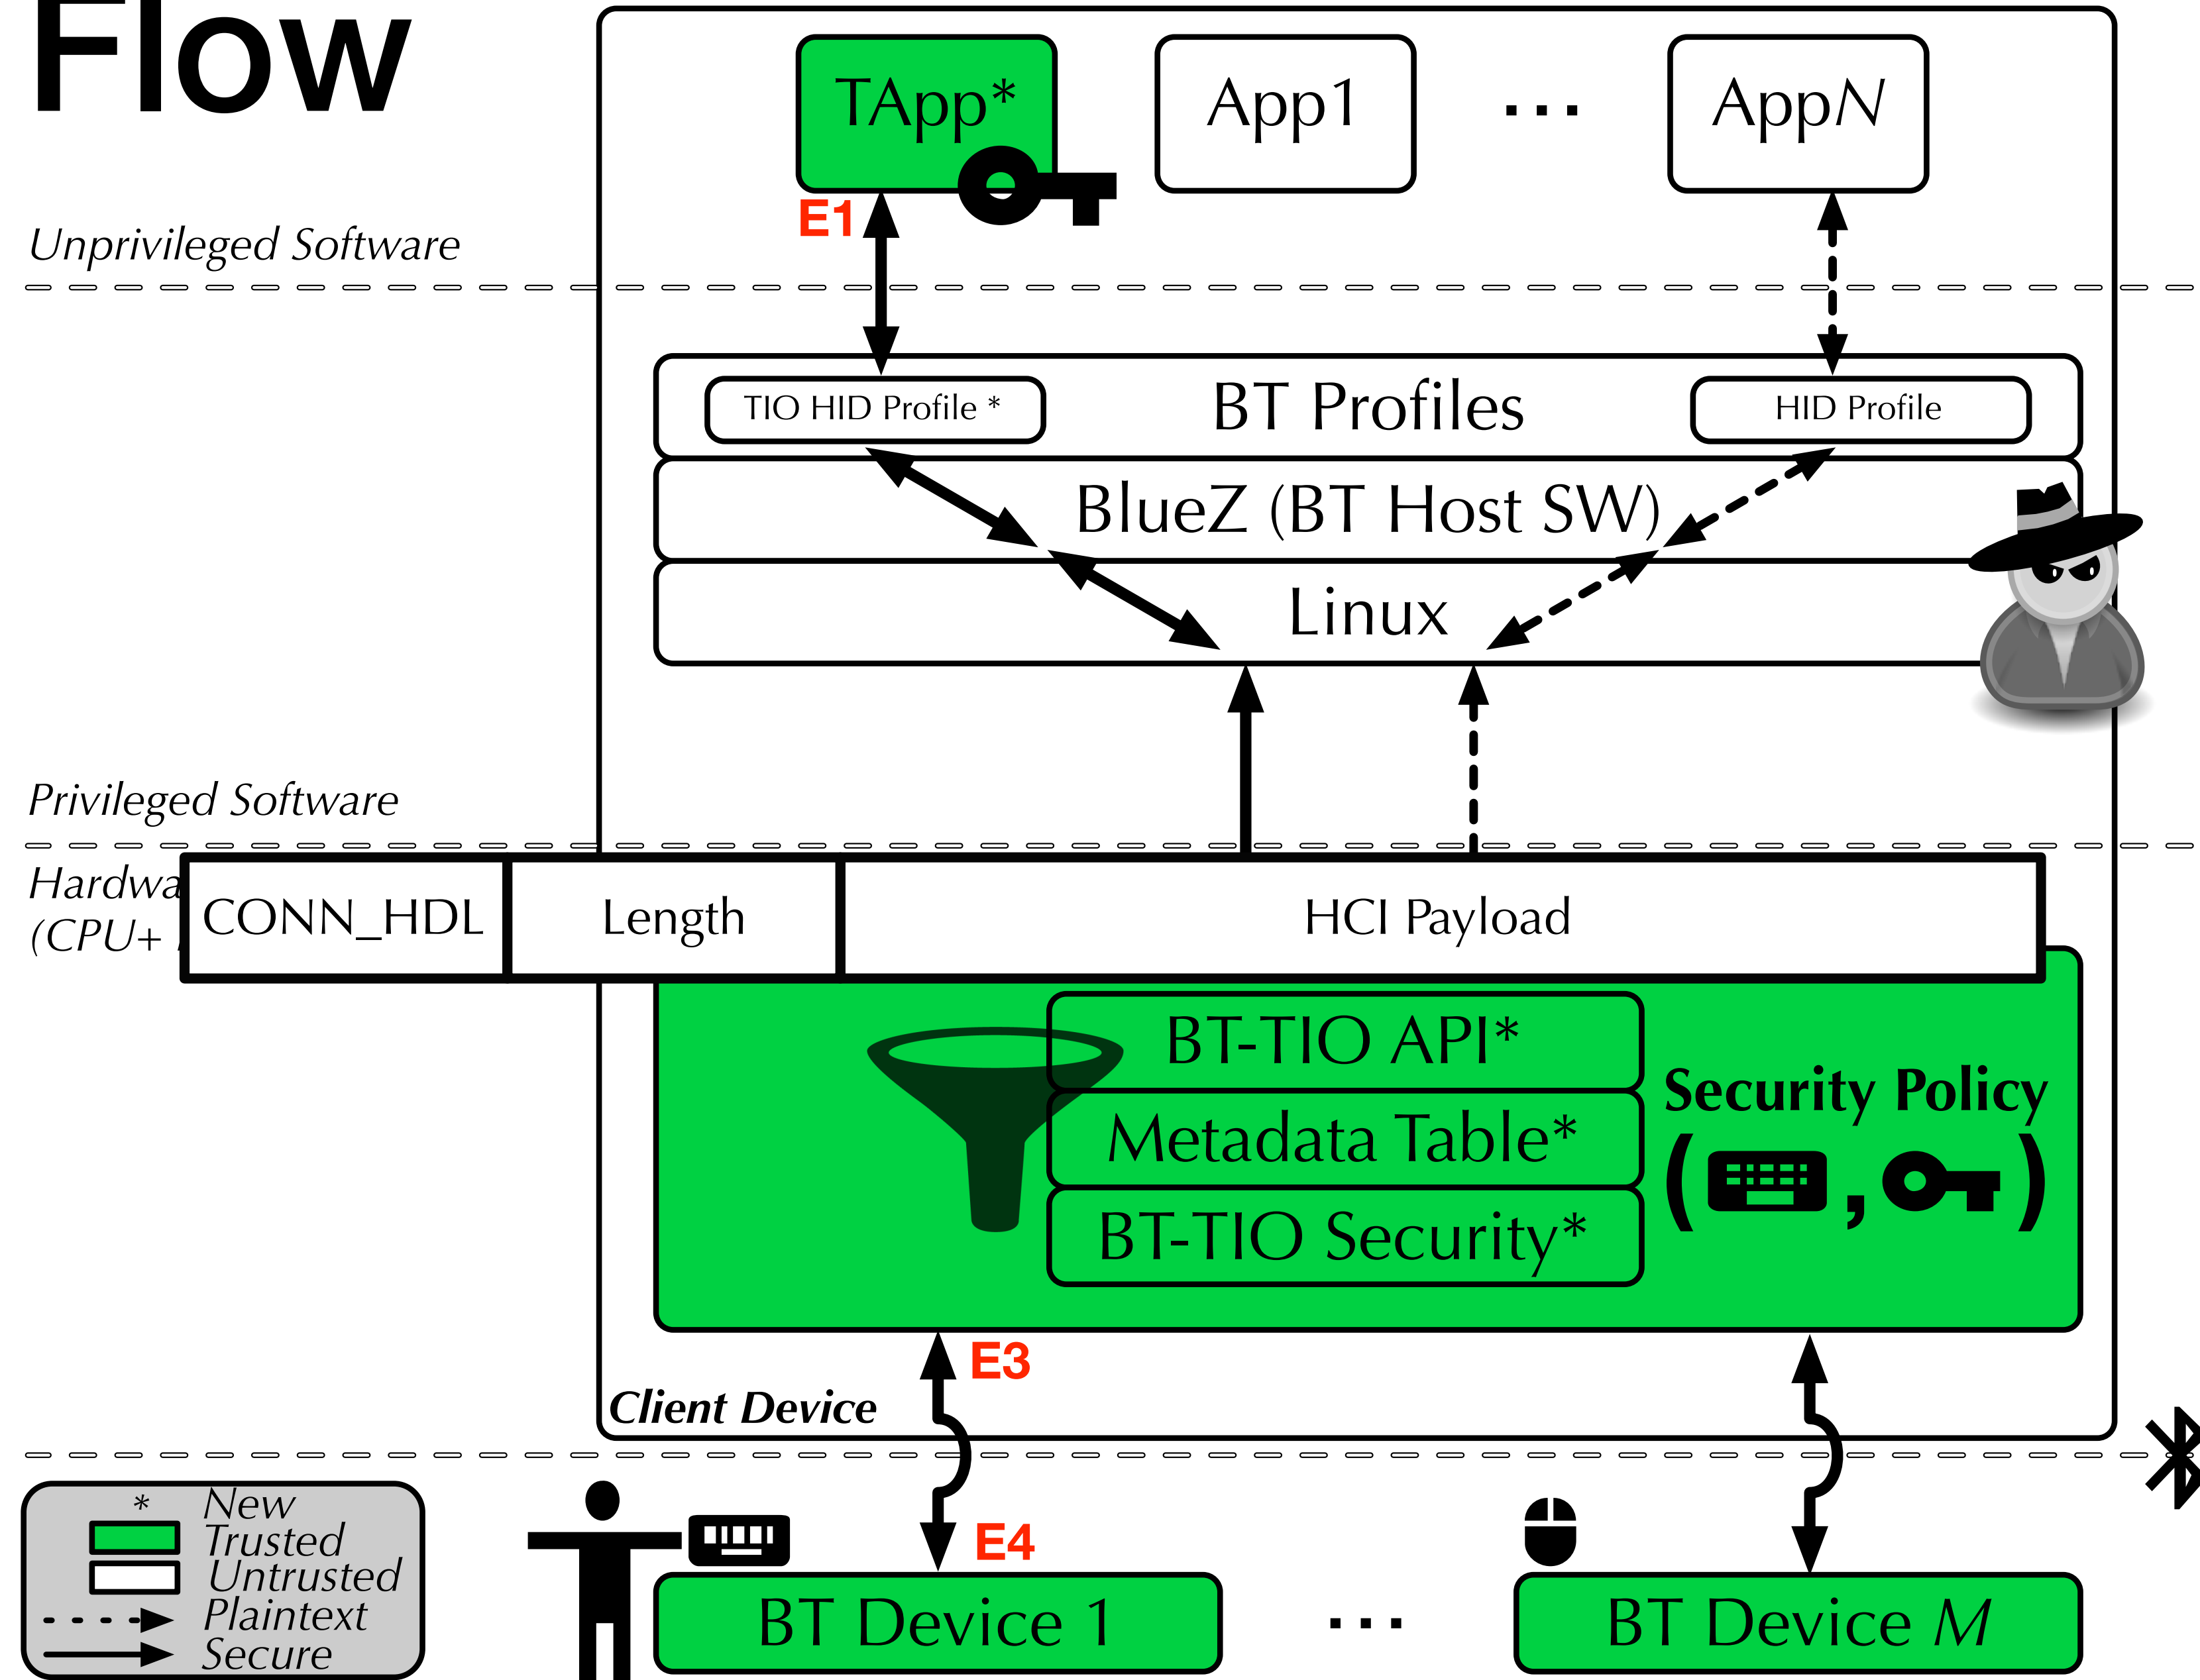 Flow
TApp*
App1
...
AppN
E1
Unprivileged Software
TIO HID Profile *
BT Profiles
HID Profile
BlueZ (BT Host SW)
Linux
Privileged Software
(CPU+
CONN_HDL
Length
HCI Payload
BT-TIO API*
Metadata Table*
BT-TIO Security*
Security Policy
( , )
E3
Client Device
E4
* New
Trusted
Untrusted
Plaintext
Secure
BT Device 1
...
BT Device M